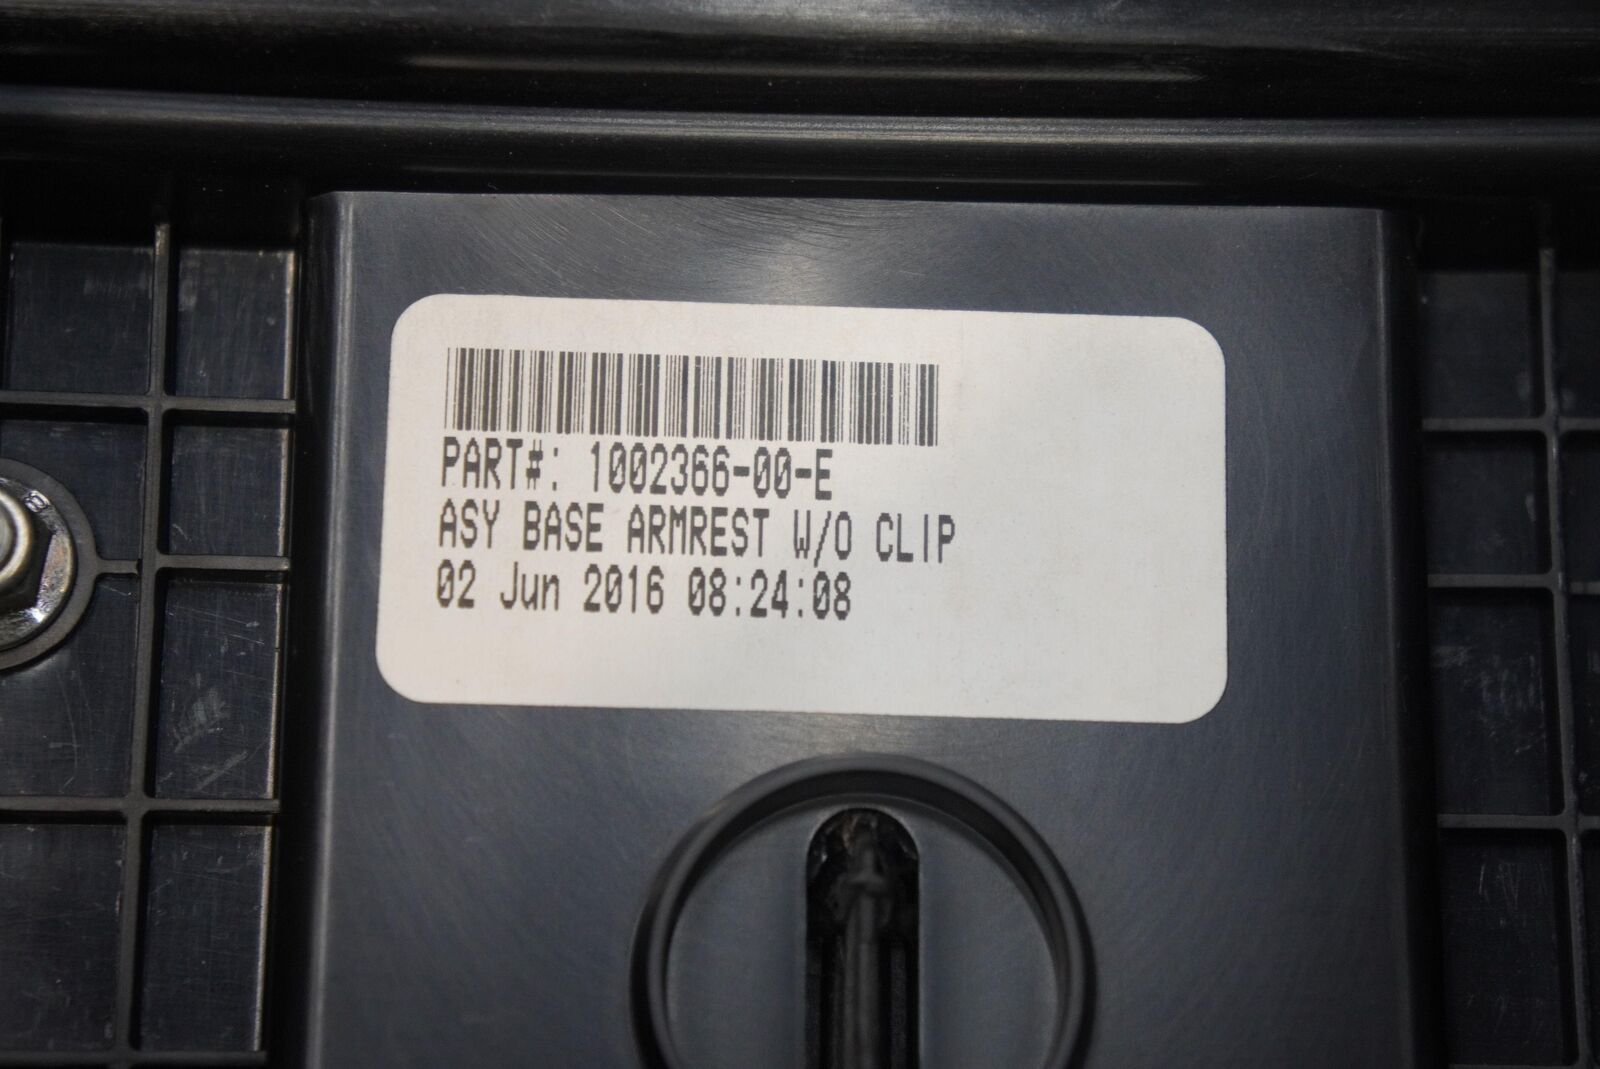 PART#: 1002366-00-E
ASY BASE ARMREST W/O CLIP
02 Jun 2016 08:24:08